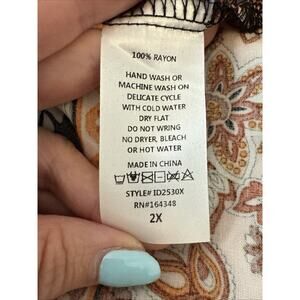 100% RAYON
HAND WASH OR
MACHINE WASH ON
DELICATE CYCLE
WITH COLD WATER
DRY FLAT
DO NOT WRING
NO DRYER, BLEACH
OR HOT WATER
MADE IN CHINA
STYLE# ID2530X
RN#164348
2X